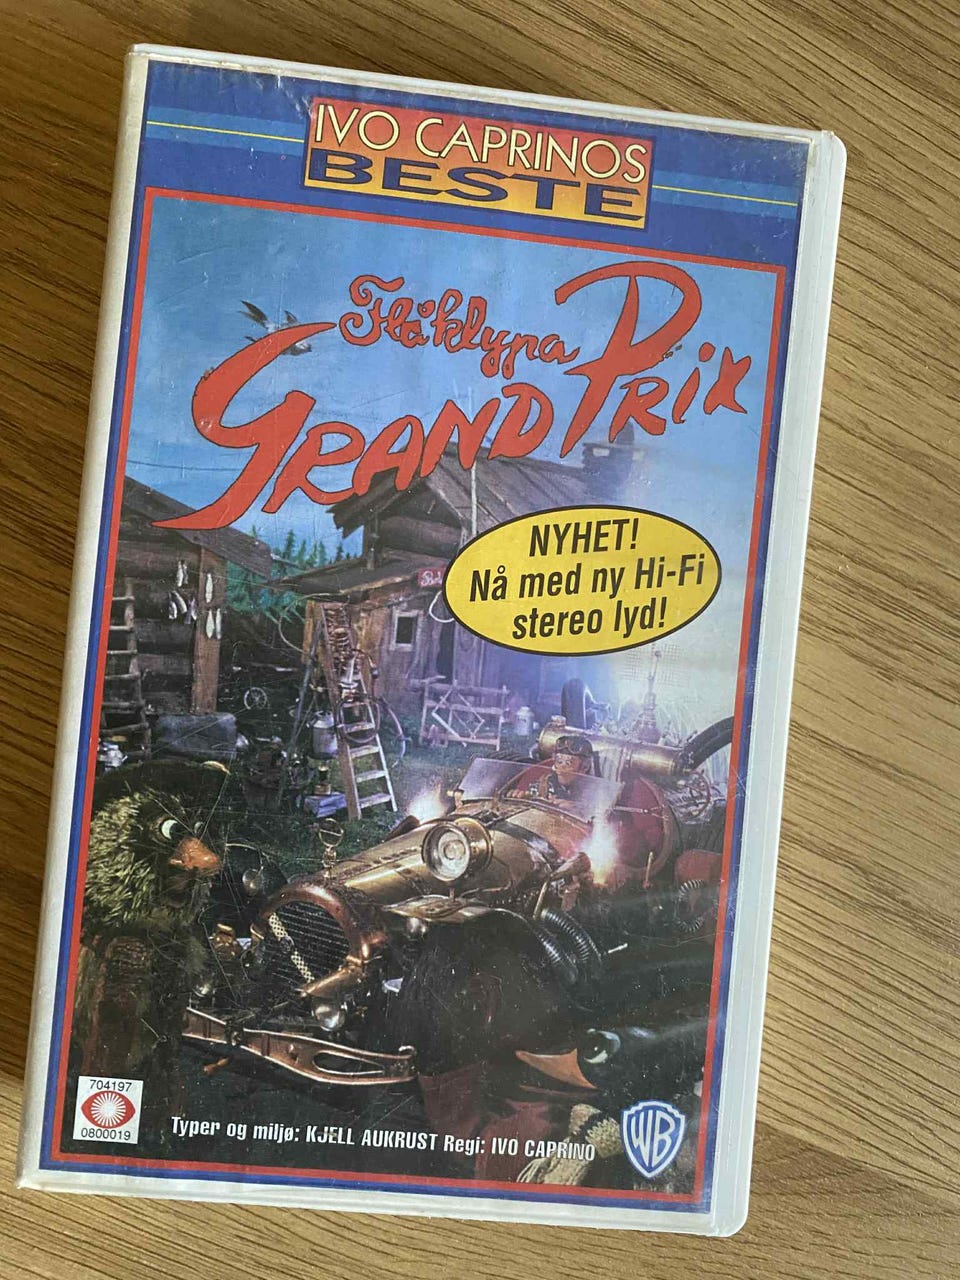 IVO CAPRINOS
BESTE
Flåklypa
GRAND PRIX
NYHET!
Nå med ny Hi-Fi
stereo lyd!
704197
0800019
Typer og miljø: KJELL AUKRUST Regi: IVO CAPRINO
WB